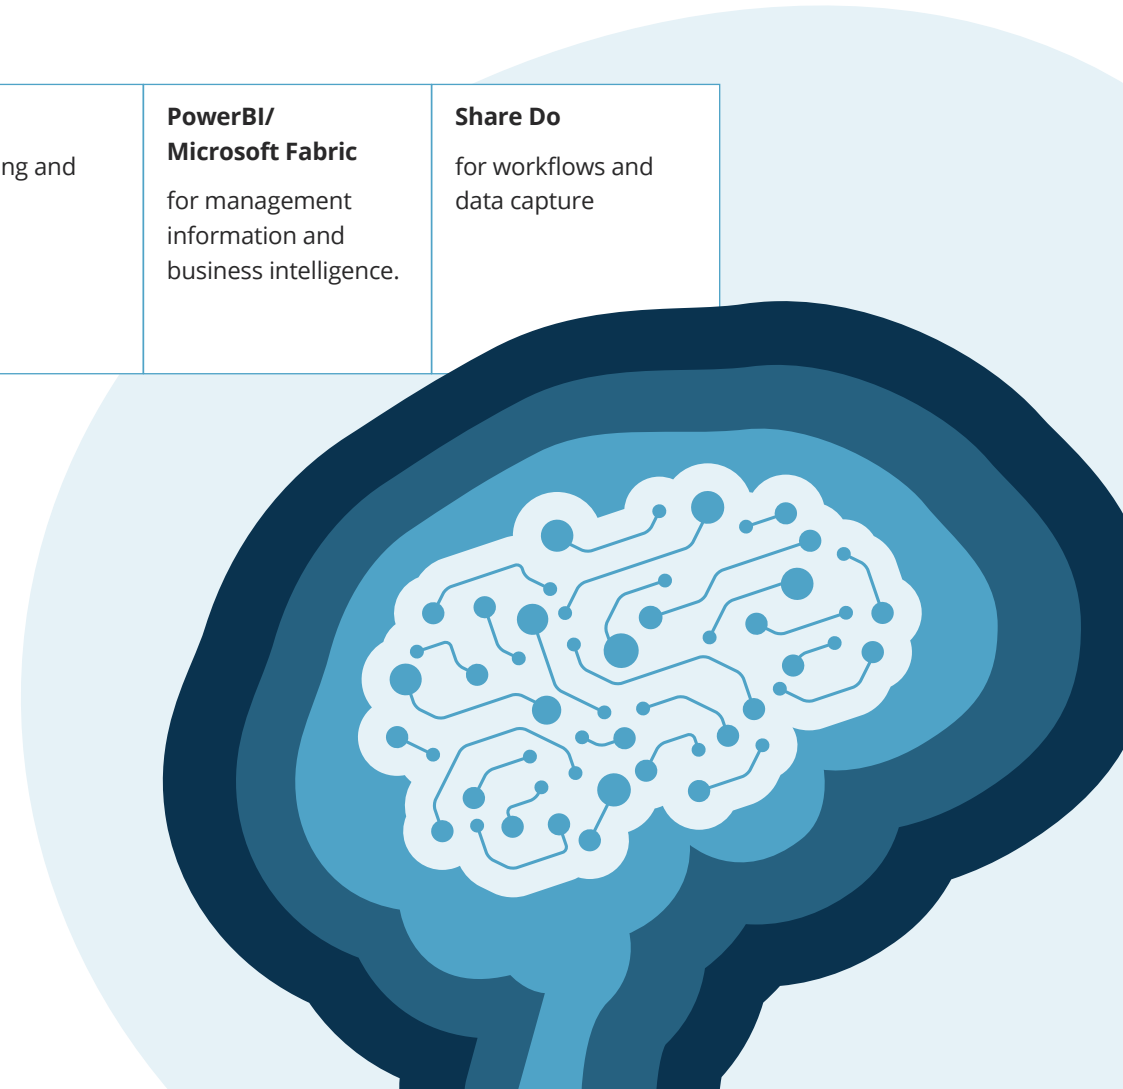 ng and
PowerBI/
Microsoft Fabric
for management
information and
business intelligence.
Share Do
for workflows and
data capture